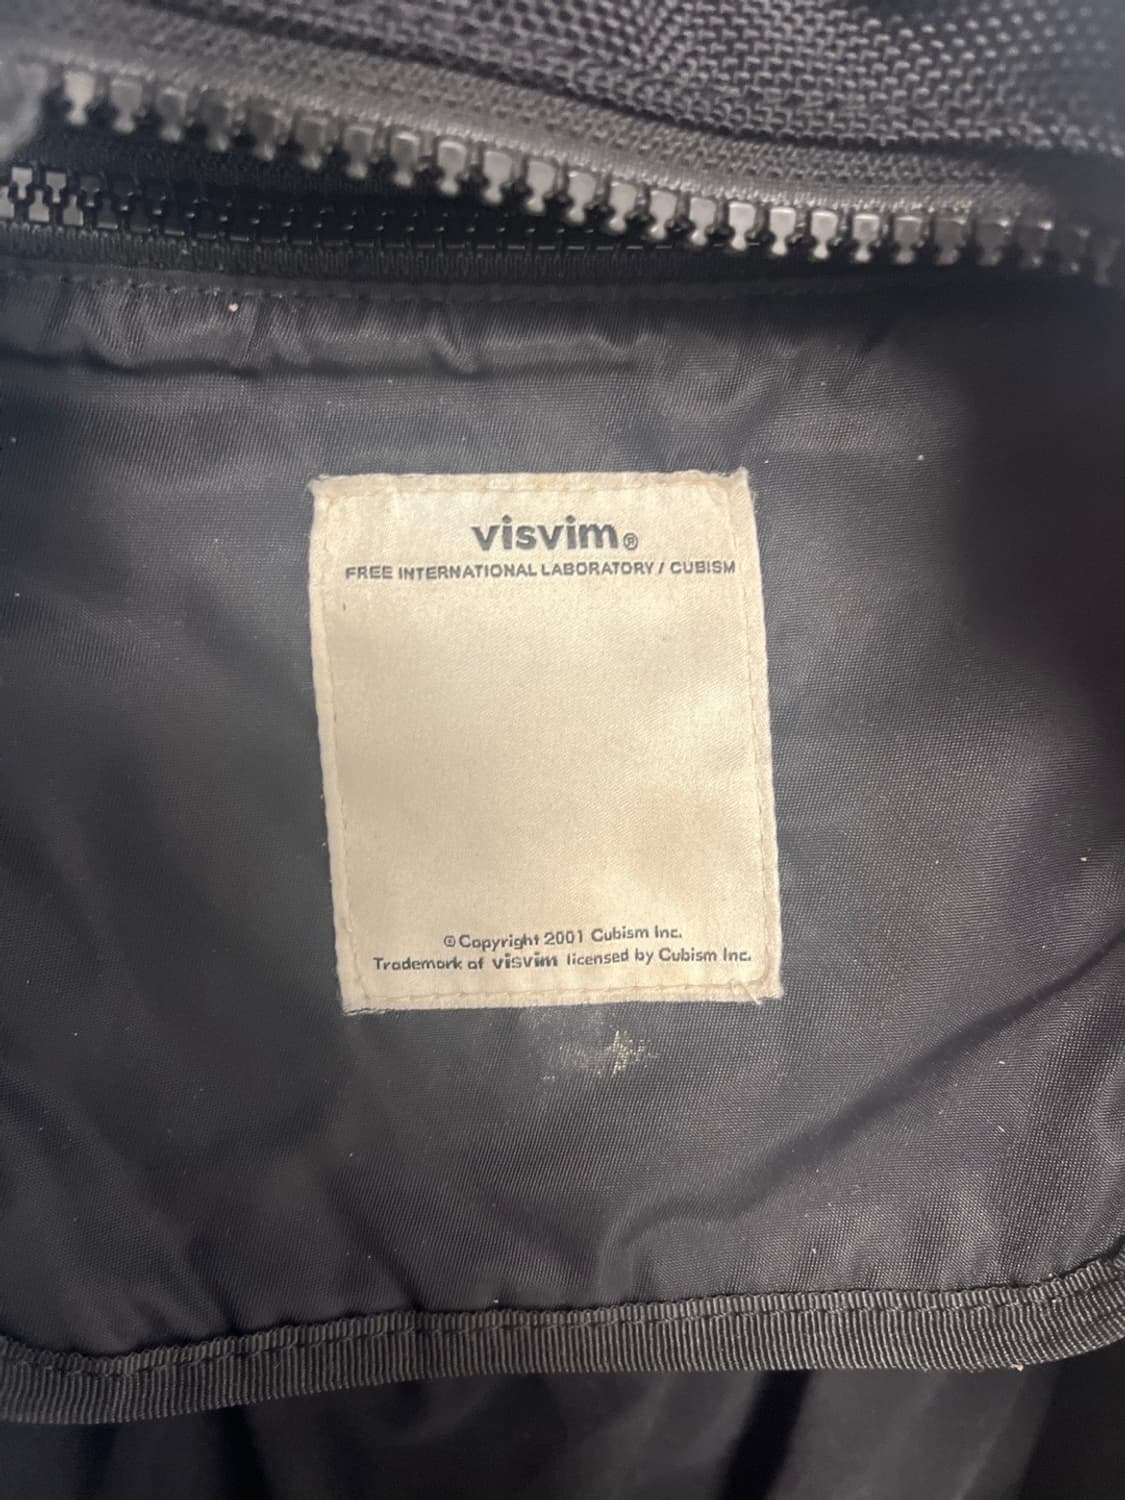 visvim®
FREE INTERNATIONAL LABORATORY / CUBISM
©Copyright 2001 Cubism Inc.
Trademark of visvim licensed by Cubism Inc.